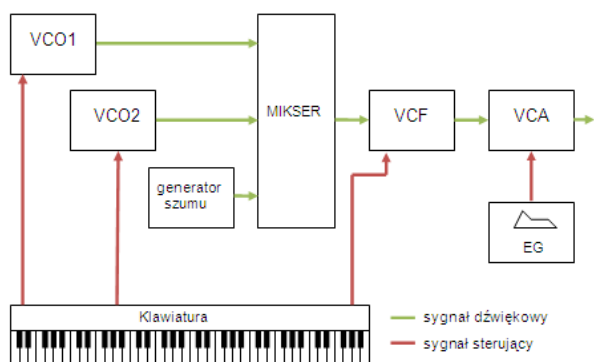 VCO1
VCO2
generator
szumu
MIKSER
VCF
VCA
EG
Klawiatura
sygnał dźwiękowy
sygnał sterujący